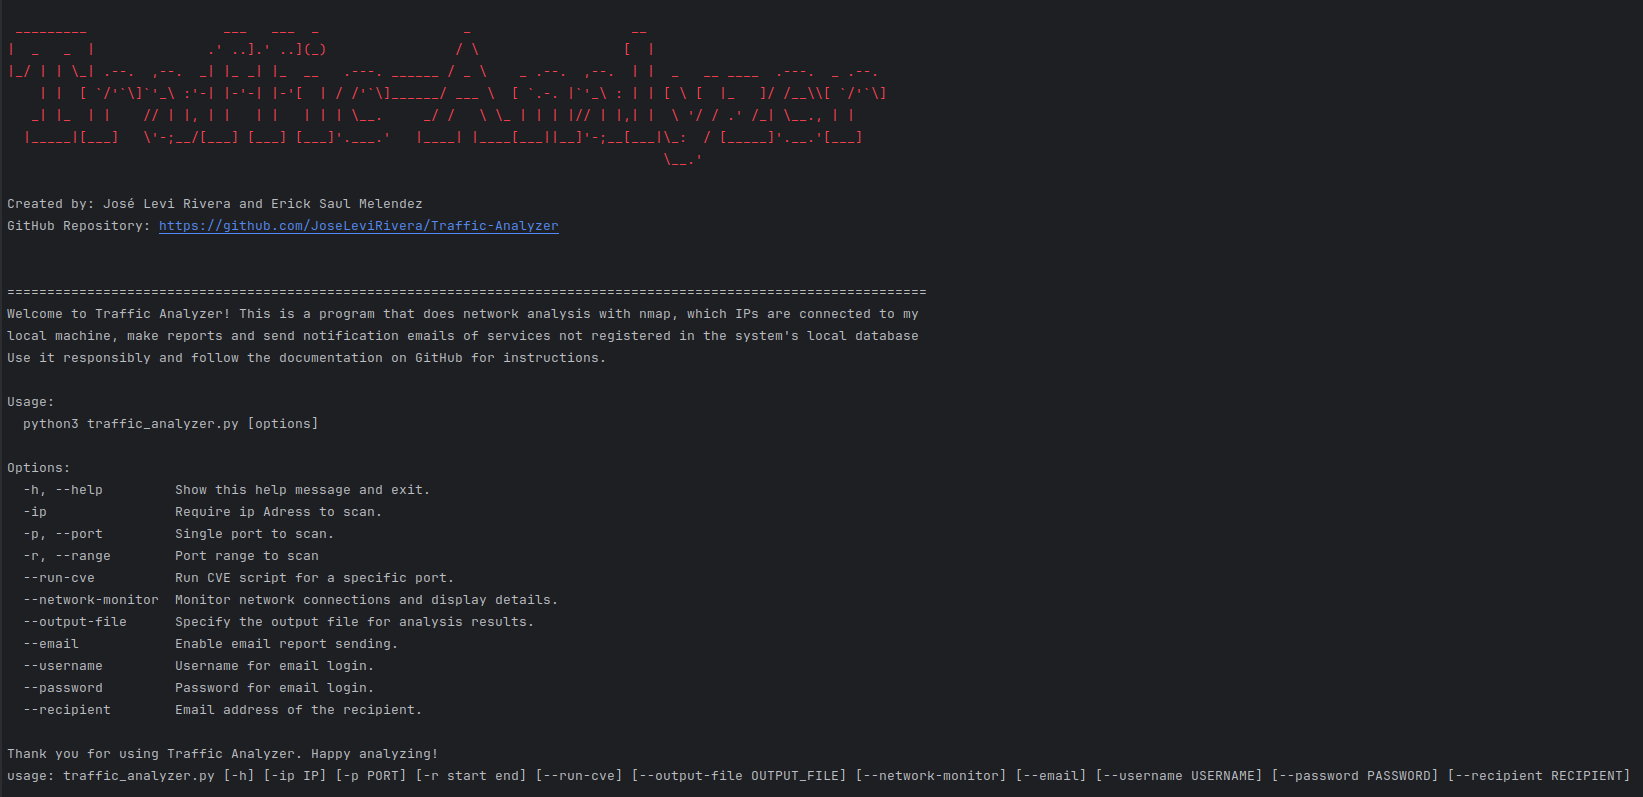 Traffic-Analyzer
Created by: José Levi Rivera and Erick Saul Melendez
GitHub Repository: https://github.com/JoseLeviRivera/Traffic-Analyzer
===================================================================================================================
Welcome to Traffic Analyzer! This is a program that does network analysis with nmap, which IPs are connected to my
local machine, make reports and send notification emails of services not registered in the system's local database
Use it responsibly and follow the documentation on GitHub for instructions.
Usage:
python3 traffic_analyzer.py [options]
Options:
-h, --help Show this help message and exit.
-ip Require ip Adress to scan.
-p, --port Single port to scan.
-r, --range Port range to scan
--run-cve Run CVE script for a specific port.
--network-monitor Monitor network connections and display details.
--output-file Specify the output file for analysis results.
--email Enable email report sending.
--username Username for email login.
--password Password for email login.
--recipient Email address of the recipient.
Thank you for using Traffic Analyzer. Happy analyzing!
usage: traffic_analyzer.py [-h] [-ip IP] [-p PORT] [-r start end] [--run-cve] [--output-file OUTPUT_FILE] [--network-monitor] [--email] [--username USERNAME] [--password PASSWORD] [--recipient RECIPIENT]